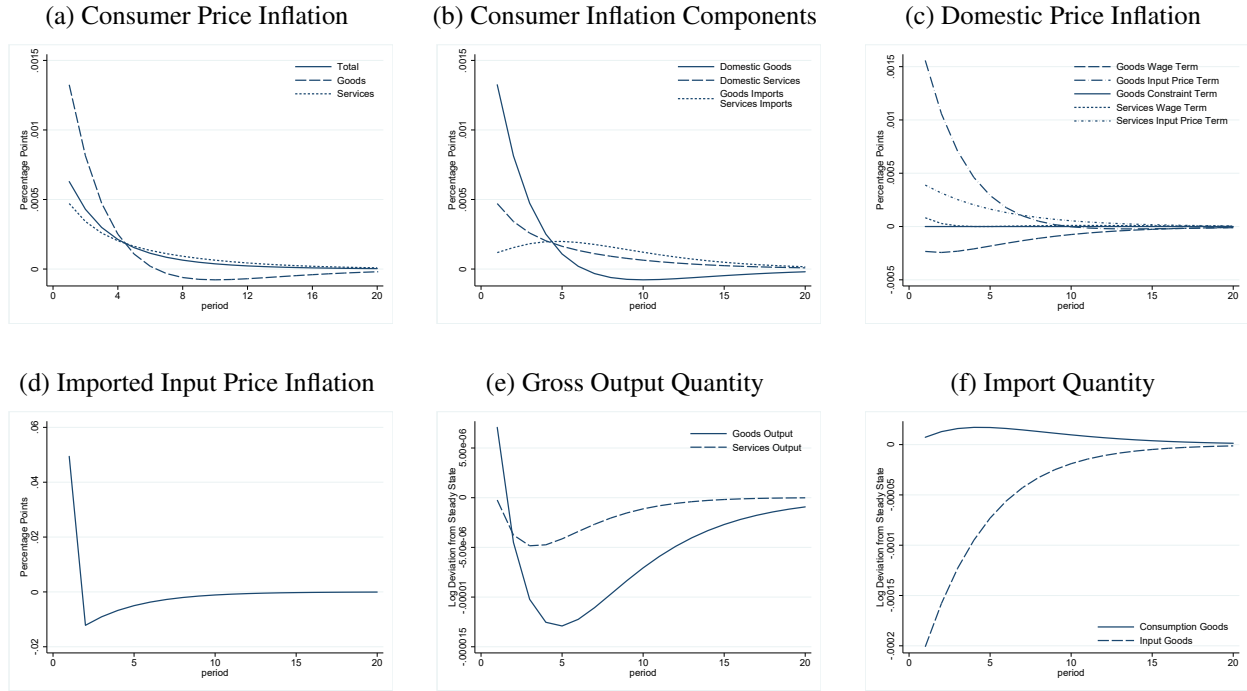 (a) Consumer Price Inflation
Percentage Points
.0015
.001
.0005
0
Total
Goods
Services
0 4 8 12 16 20
period
(b) Consumer Inflation Components
Percentage Points
.0015
.001
.0005
0
Domestic Goods
Domestic Services
Goods Imports
Services Imports
0 5 10 15 20
period
(c) Domestic Price Inflation
Percentage Points
.0015
.001
.0005
0
-.0005
Goods Wage Term
Goods Input Price Term
Goods Constraint Term
Services Wage Term
Services Input Price Term
0 5 10 15 20
period
(d) Imported Input Price Inflation
Percentage Points
.06
.04
.02
0
-.02
0 5 10 15 20
period
(e) Gross Output Quantity
Log Deviation from Steady State
5.00e-06
0
-5.00e-06
-.00001
-.000015
Goods Output
Services Output
0 5 10 15 20
period
(f) Import Quantity
Log Deviation from Steady State
0
-.00005
-.0001
-.00015
-.0002
Consumption Goods
Input Goods
0 5 10 15 20
period